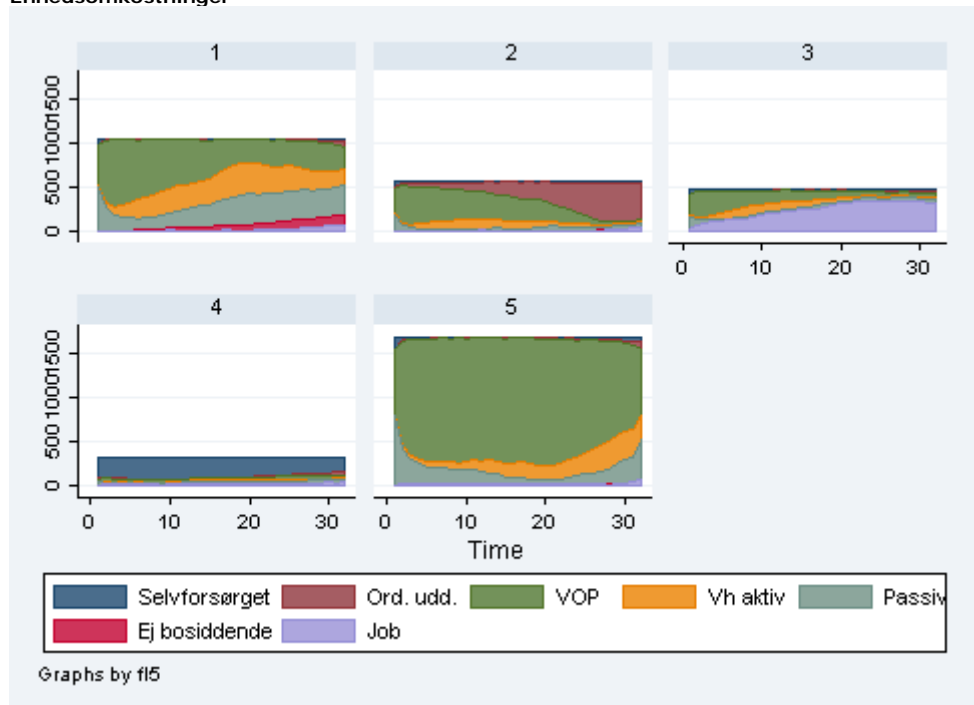 Enhedsomkostninger
1 2 3
0 500 1000 1500
0 10 20 30
4 5
0 500 1000 1500
0 10 20 30 0 10 20 30
Time
Selvforsørget Ord. udd. VOP Vh aktiv Passiv
Ej bosiddende Job
Graphs by fl5